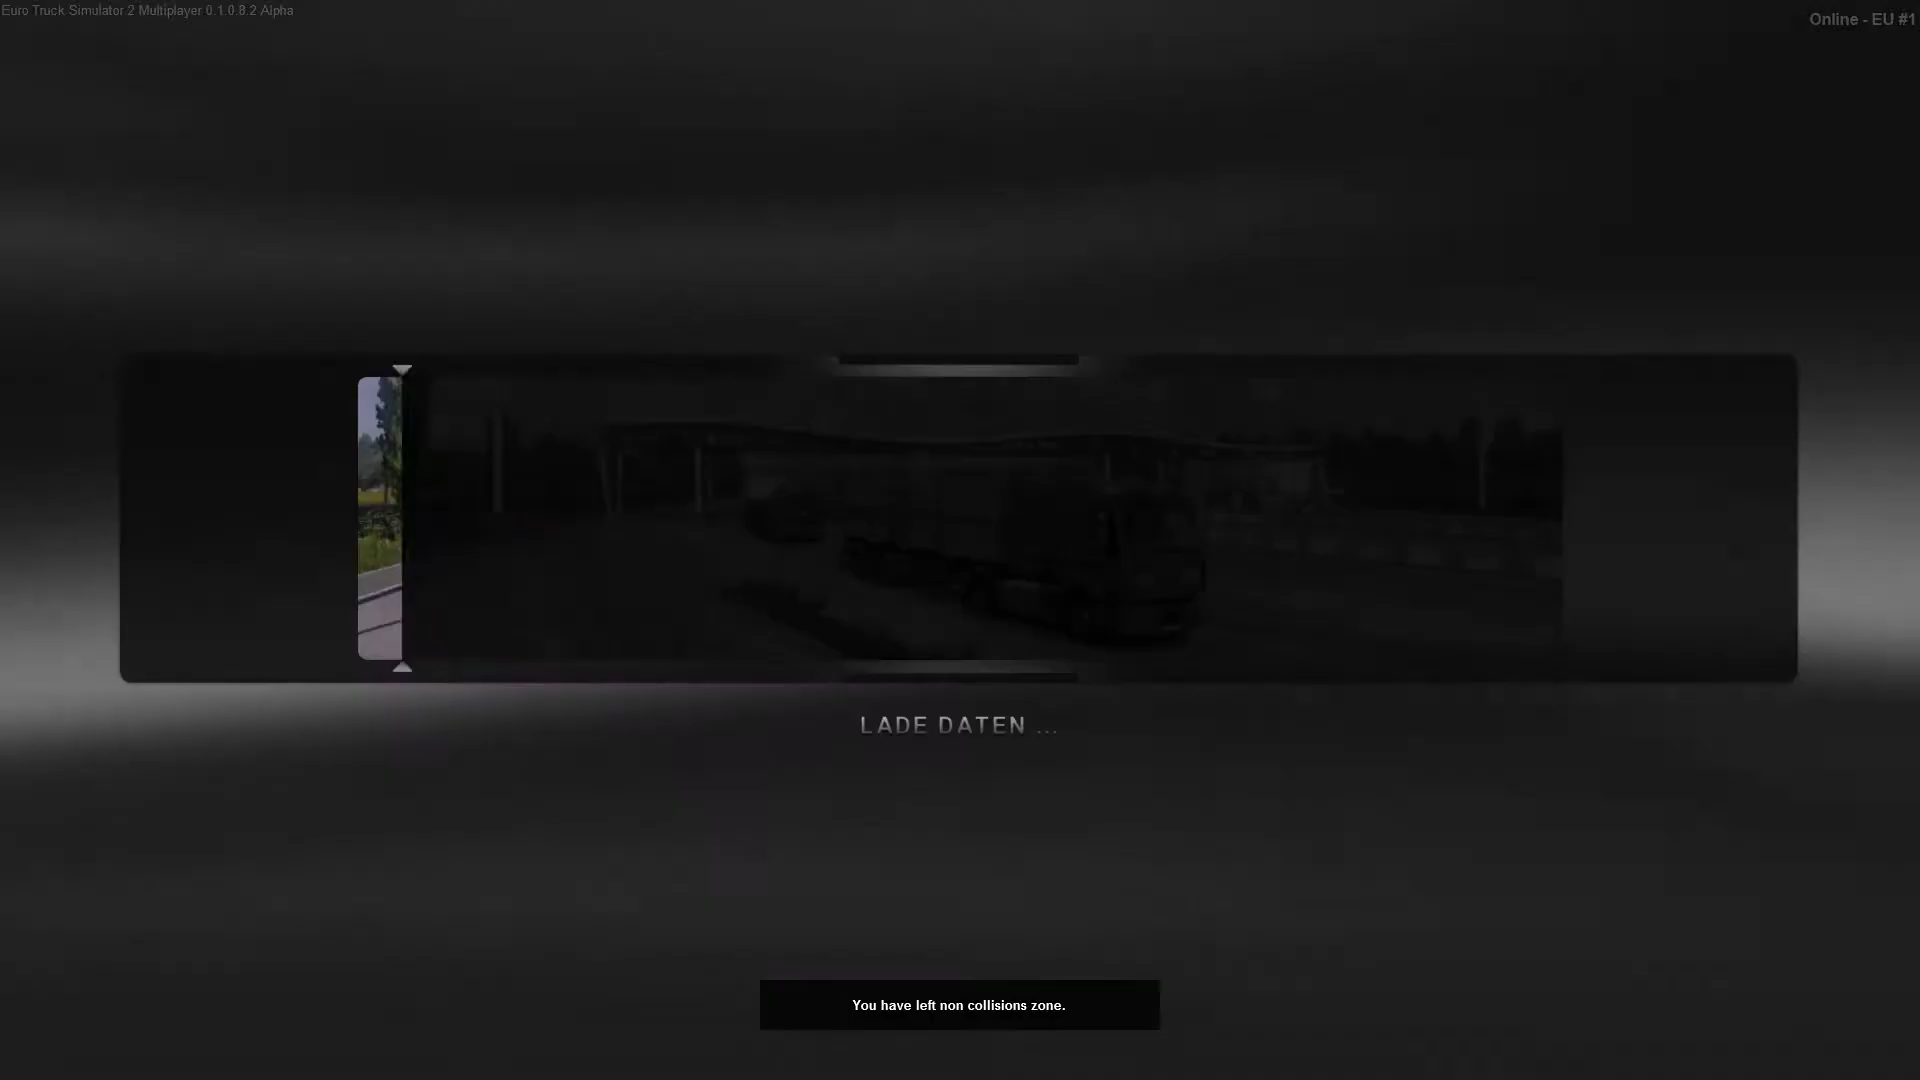 Euro Truck Simulator 2 Multiplayer 0.1.0.8.2 Alpha
Online - EU #1
LADE DATEN ...
You have left non collisions zone.